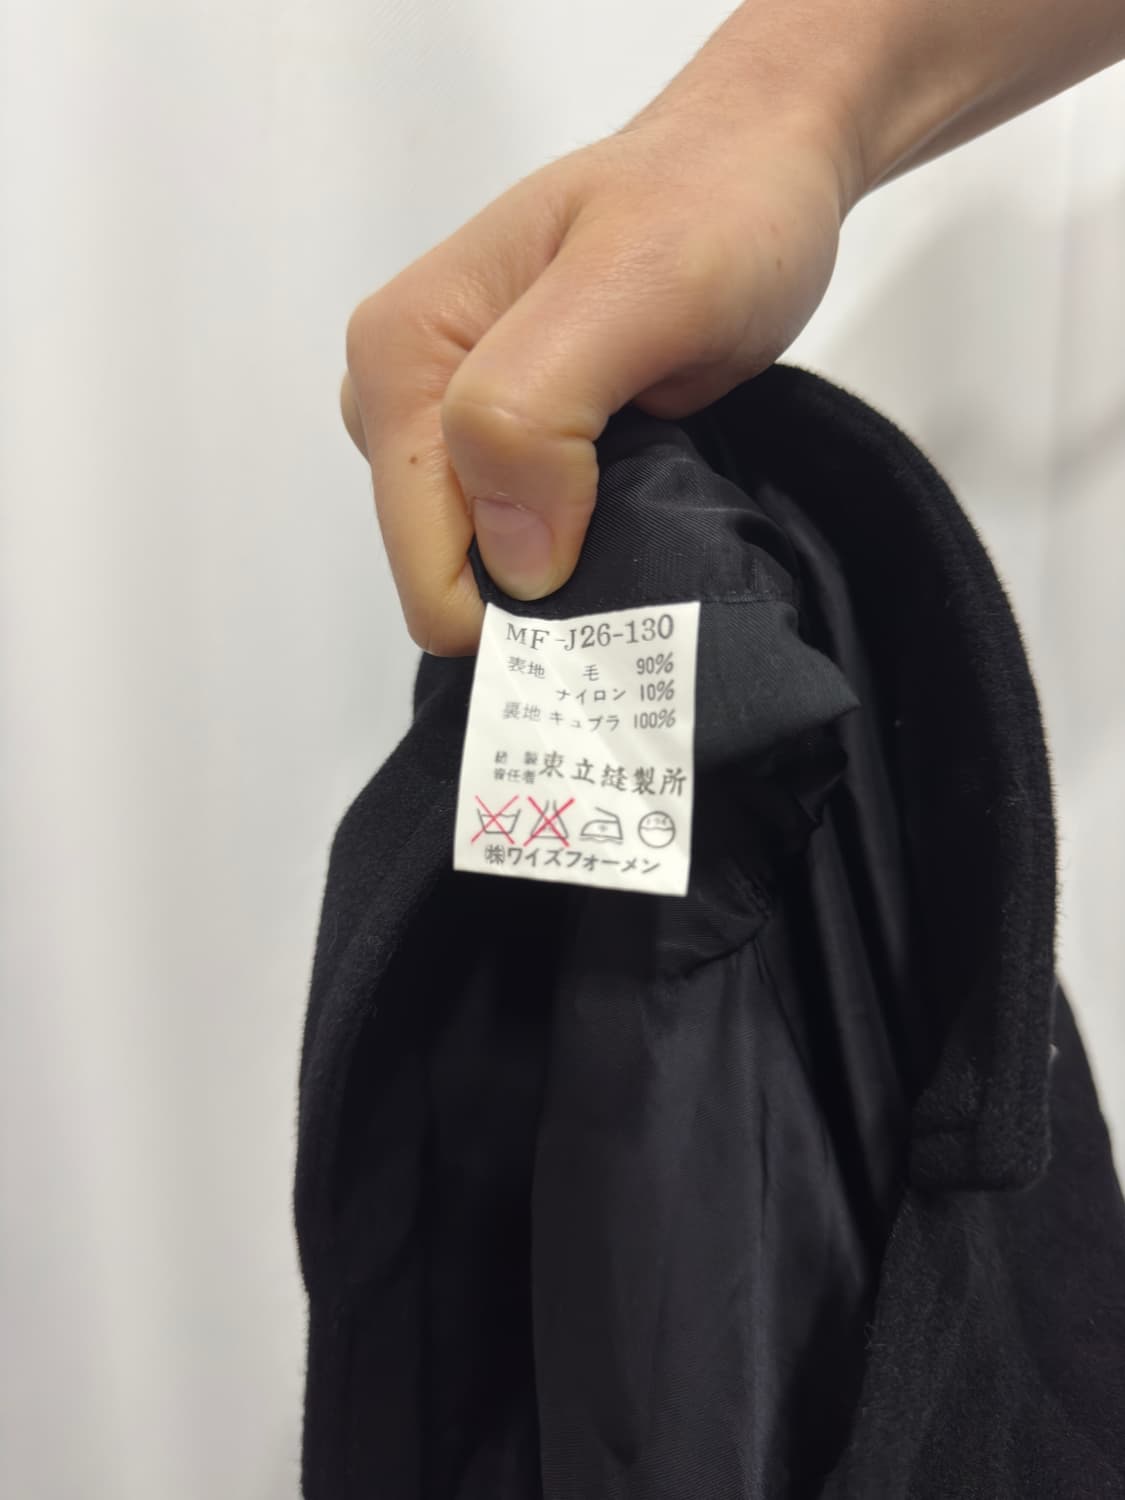 MF-J26-130
表地 毛 90%
ナイロン 10%
裏地 キュプラ 100%
縫製
責任者 東立縫製所
㈱ワイズフォーメン